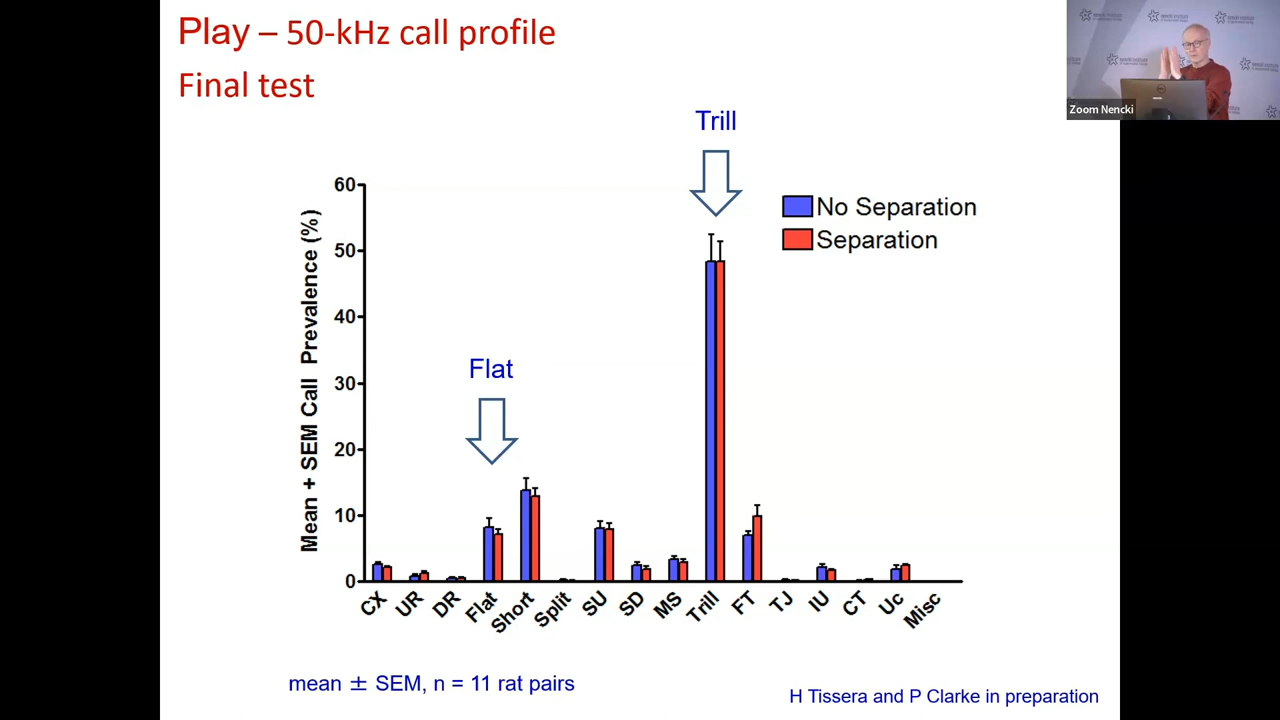 Play – 50-kHz call profile
Final test
Zoom Nencki
Trill
Flat
No Separation
Separation
Mean + SEM Call Prevalence (%)
60
50
40
30
20
10
0
CX
UR
DR
Flat
Short
Split
SU
SD
MS
Trill
FT
TJ
IU
CT
Uc
Misc
mean ± SEM, n = 11 rat pairs
H Tissera and P Clarke in preparation